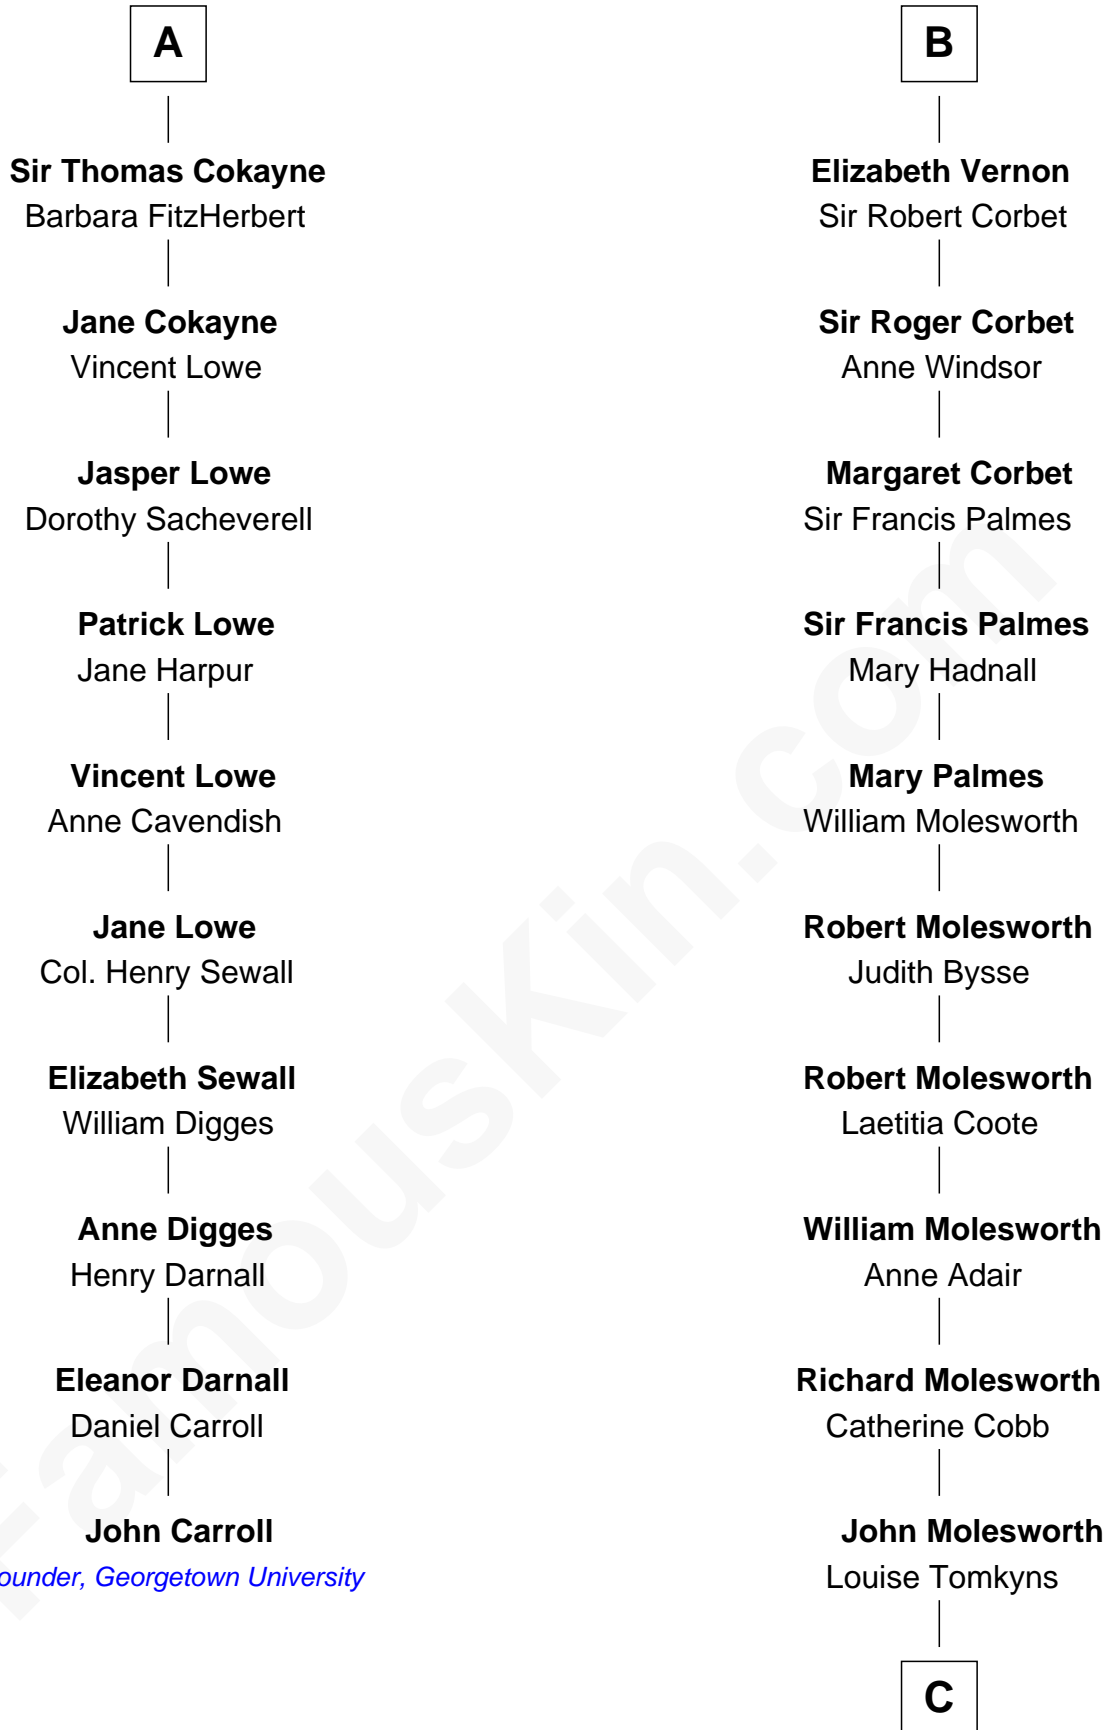 A
Sir Thomas Cokayne
Barbara FitzHerbert
Jane Cokayne
Vincent Lowe
Jasper Lowe
Dorothy Sacheverell
Patrick Lowe
Jane Harpur
Vincent Lowe
Anne Cavendish
Jane Lowe
Col. Henry Sewall
Elizabeth Sewall
William Digges
Anne Digges
Henry Darnall
Eleanor Darnall
Daniel Carroll
John Carroll
ounder, Georgetown University
B
Elizabeth Vernon
Sir Robert Corbet
Sir Roger Corbet
Anne Windsor
Margaret Corbet
Sir Francis Palmes
Sir Francis Palmes
Mary Hadnall
Mary Palmes
William Molesworth
Robert Molesworth
Judith Bysse
Robert Molesworth
Laetitia Coote
William Molesworth
Anne Adair
Richard Molesworth
Catherine Cobb
John Molesworth
Louise Tomkyns
C
FamousKin.com